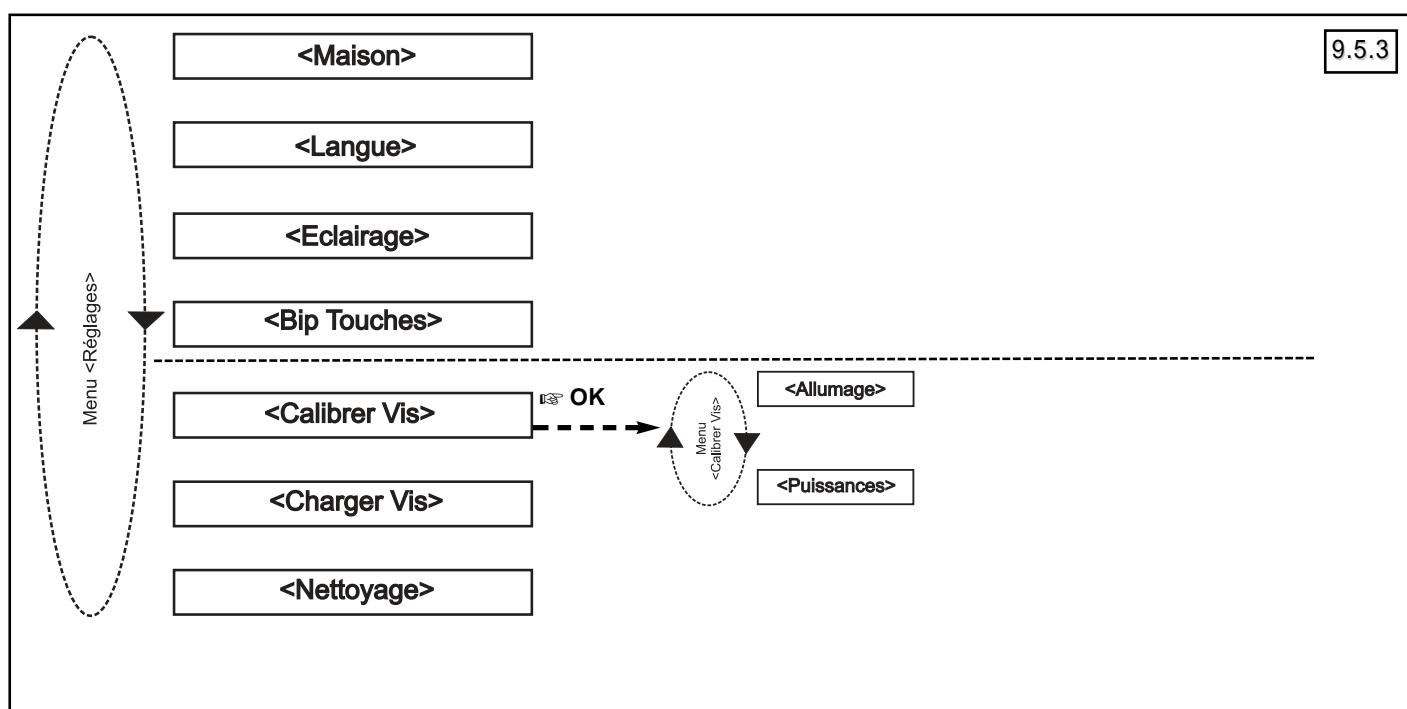 9.5.3
<Maison>
<Langue>
<Eclairage>
<Bip Touches>
Menu <Réglages>
<Calibrer Vis>
☞ OK
Menu
<Calibrer Vis>
<Allumage>
<Puissances>
<Charger Vis>
<Nettoyage>